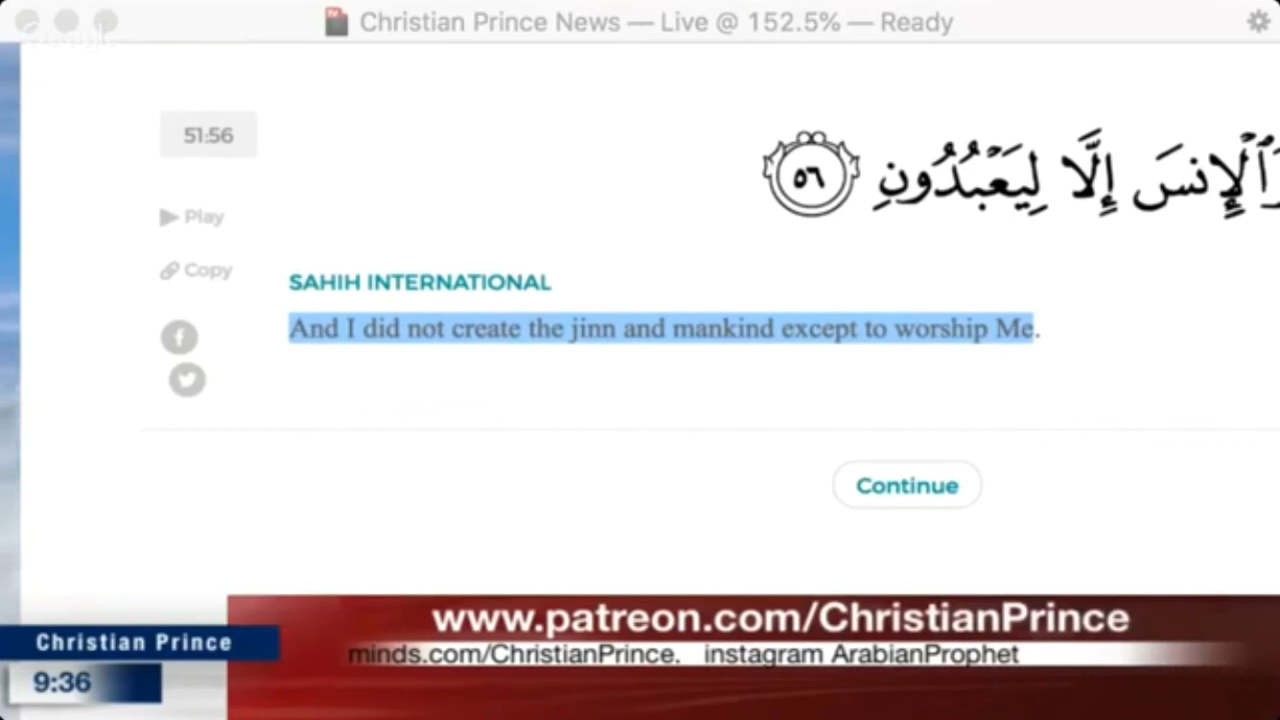 Christian Prince News — Live @ 152.5% — Ready
51:56
وَٱلْإِنسَ إِلَّا لِيَعْبُدُونِ ٥٦
Play
Copy
SAHIH INTERNATIONAL
And I did not create the jinn and mankind except to worship Me.
Continue
www.patreon.com/ChristianPrince
Christian Prince
minds.com/ChristianPrince. instagram ArabianProphet
9:36